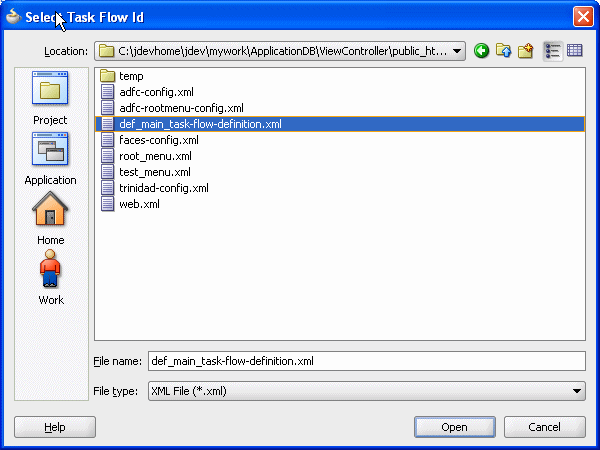 Select Task Flow Id
Location: C:\jdevhome\jdev\mywork\ApplicationDB\ViewController\public_ht...
Project
Application
Home
Work
temp
adfc-config.xml
adfc-rootmenu-config.xml
def_main_task-flow-definition.xml
faces-config.xml
root_menu.xml
test_menu.xml
trinidad-config.xml
web.xml
File name: def_main_task-flow-definition.xml
File type: XML File (*.xml)
Help Open Cancel